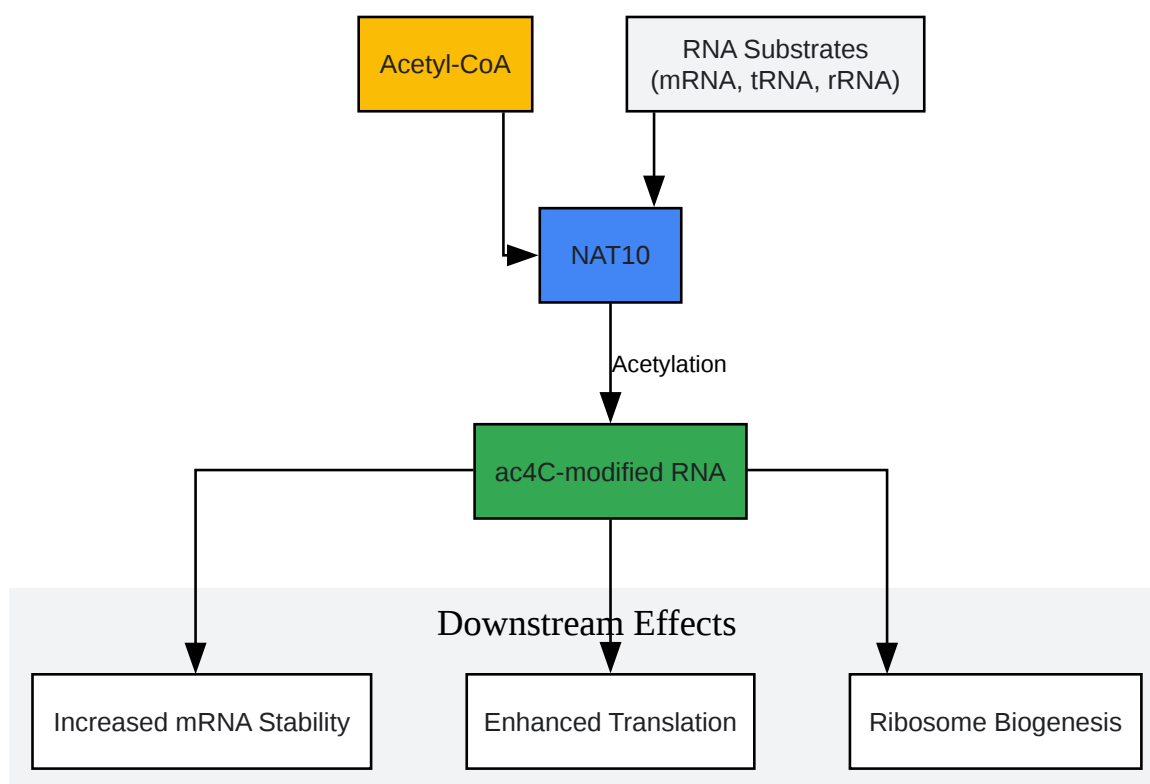 Acetyl-CoA
RNA Substrates
(mRNA, tRNA, rRNA)
NAT10
Acetylation
ac4C-modified RNA
Downstream Effects
Increased mRNA Stability
Enhanced Translation
Ribosome Biogenesis